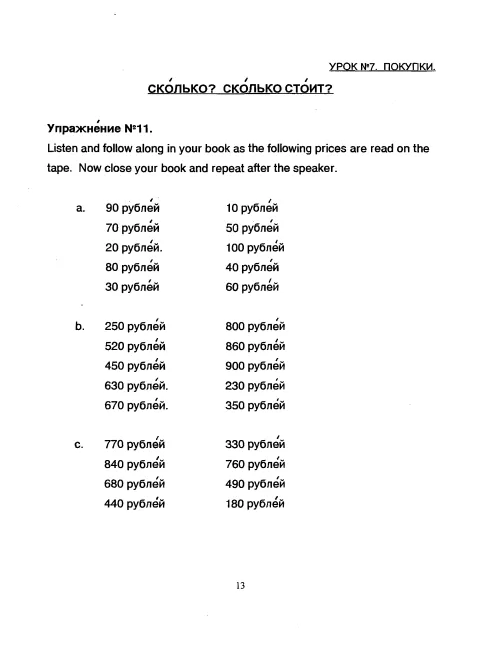 УРОК №7. ПОКУПКИ.
СКО́ЛЬКО? СКО́ЛЬКО СТО́ИТ?
Упражне́ние №11.
Listen and follow along in your book as the following prices are read on the
tape. Now close your book and repeat after the speaker.
a. 90 рубле́й 10 рубле́й
70 рубле́й 50 рубле́й
20 рубле́й. 100 рубле́й
80 рубле́й 40 рубле́й
30 рубле́й 60 рубле́й
b. 250 рубле́й 800 рубле́й
520 рубле́й 860 рубле́й
450 рубле́й 900 рубле́й
630 рубле́й. 230 рубле́й
670 рубле́й. 350 рубле́й
c. 770 рубле́й 330 рубле́й
840 рубле́й 760 рубле́й
680 рубле́й 490 рубле́й
440 рубле́й 180 рубле́й
13